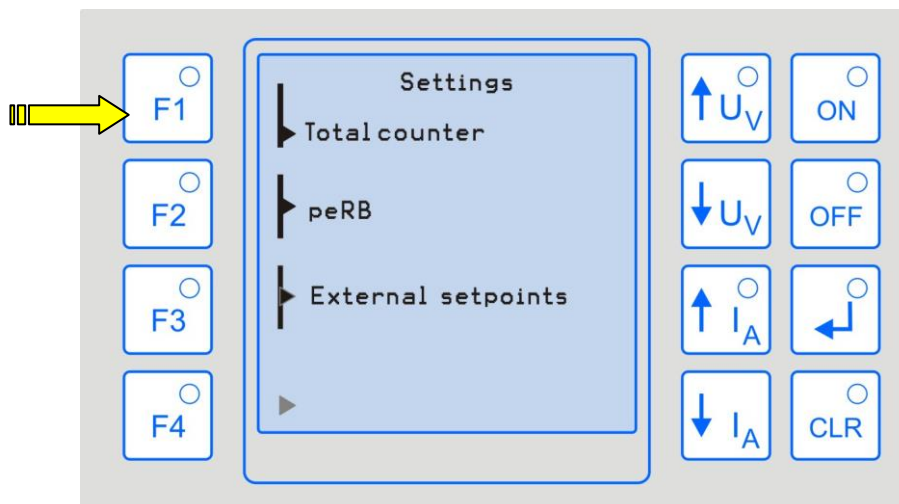 Settings
Total counter
peRB
External setpoints
F1
F2
F3
F4
↑ UV
ON
↓ UV
OFF
↑ IA
↓ IA
CLR